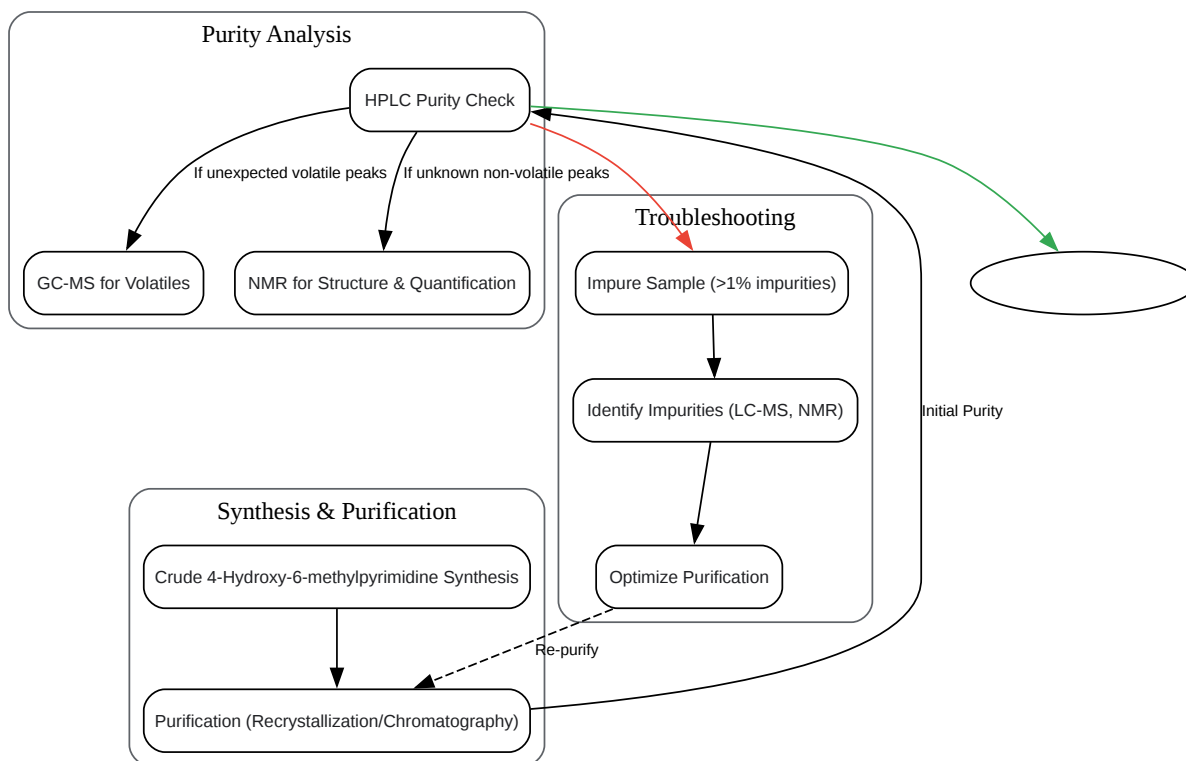 Purity Analysis
HPLC Purity Check
If unexpected volatile peaks
If unknown non-volatile peaks
GC-MS for Volatiles
NMR for Structure & Quantification
Troubleshooting
Impure Sample (>1% impurities)
Identify Impurities (LC-MS, NMR)
Initial Purity
Optimize Purification
Re-purify
Synthesis & Purification
Crude 4-Hydroxy-6-methylpyrimidine Synthesis
Purification (Recrystallization/Chromatography)